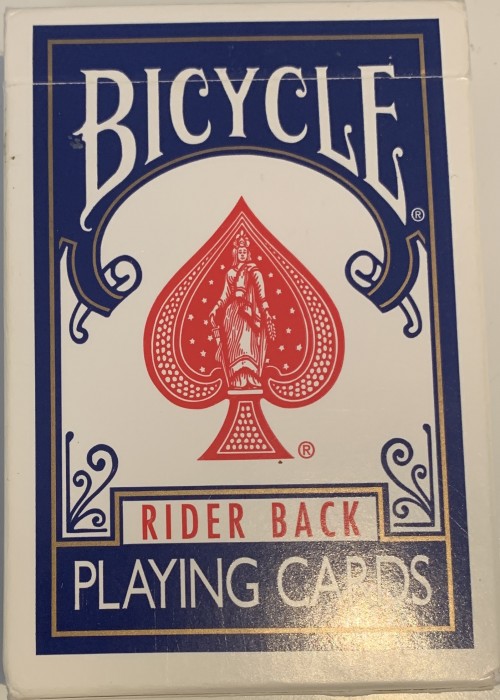 BICYCLE®
®
RIDER BACK
PLAYING CARDS